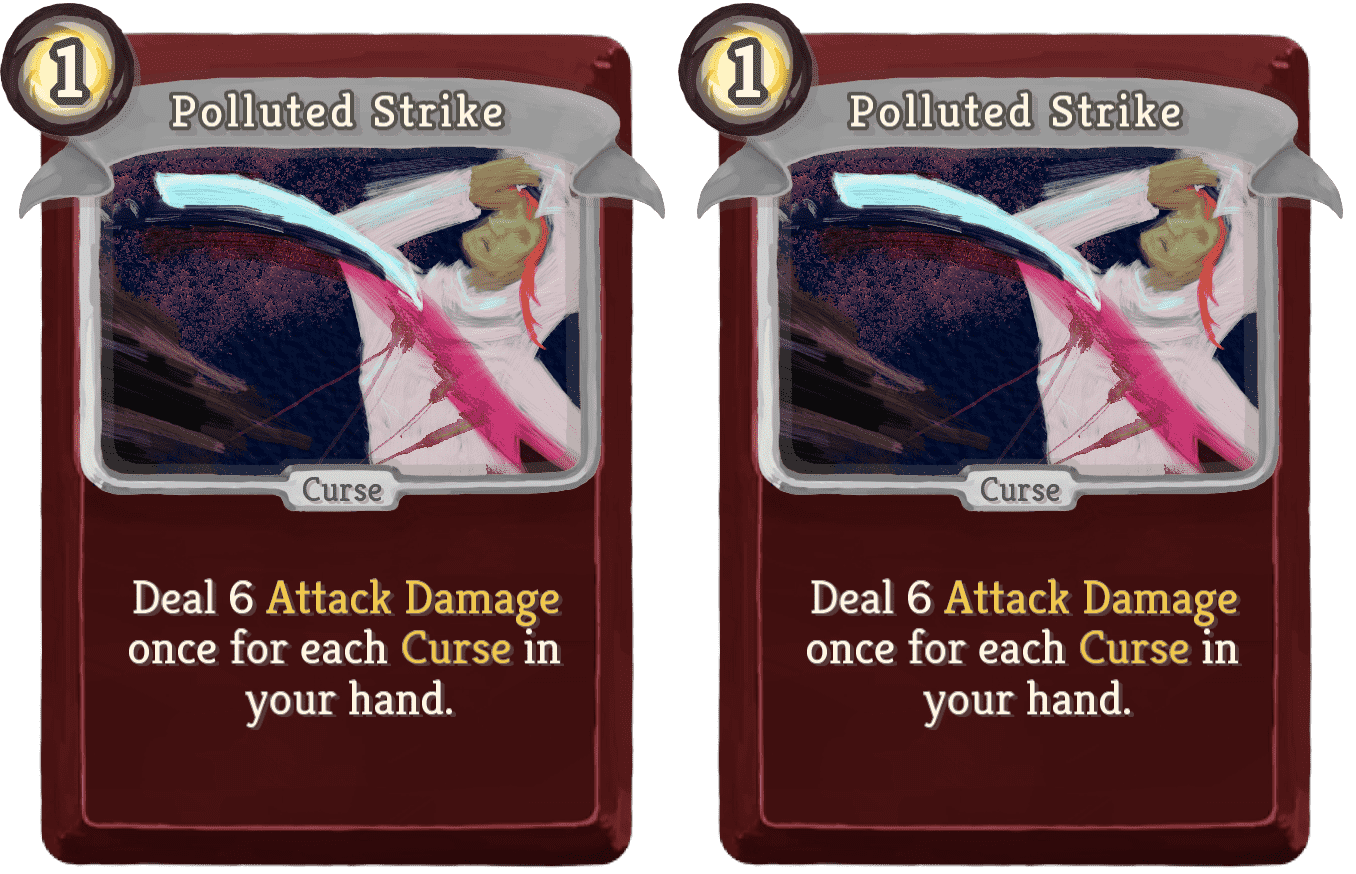 1
Polluted Strike
Curse
Deal 6 Attack Damage
once for each Curse in
your hand.
1
Polluted Strike
Curse
Deal 6 Attack Damage
once for each Curse in
your hand.